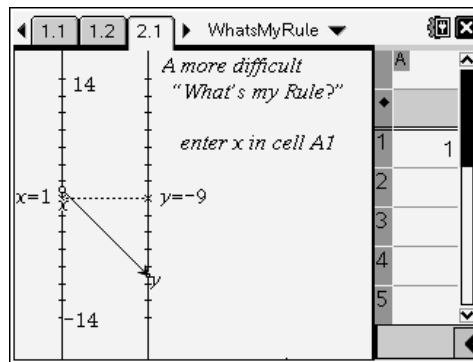 1.1 1.2 2.1 WhatsMyRule
A more difficult
"What's my Rule?"
enter x in cell A1
14
x=1
x
y=-9
y
-14
A
1 1
2
3
4
5